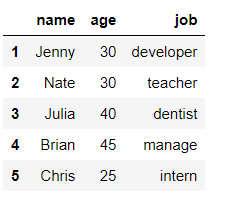 name age job
1 Jenny 30 developer
2 Nate 30 teacher
3 Julia 40 dentist
4 Brian 45 manage
5 Chris 25 intern